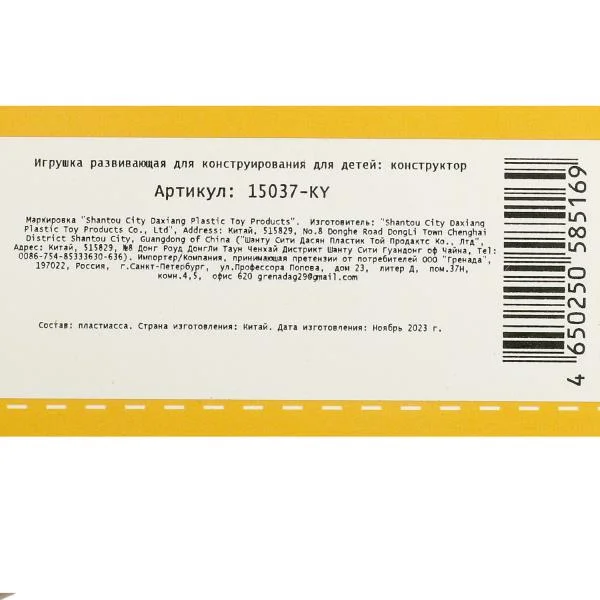 Игрушка развивающая для конструирования для детей: конструктор
Артикул: 15037-KY
Маркировка "Shantou City Daxiang Plastic Toy Products". Изготовитель: "Shantou City Daxiang
Plastic Toy Products Co., Ltd", Address: Китай, 515829, No.8 Donghe Road DongLi Town Chenghai
District Shantou City, Guangdong of China ("Шанту Сити Дасян Пластик Той Продактс Ко., Лтд",
Адрес: Китай, 515829, №8 Донг Роуд ДонгЛи Таун Ченхай Дистрикт Шанту Сити Гуандонг оф Чайна, Tel:
0086-754-85333630-636). Импортер/Компания, принимающая претензии от потребителей ООО "Гренада",
197022, Россия, г.Санкт-Петербург, ул.Профессора Попова, дом 23, литер Д, пом.37Н,
комн.4,5, офис 620 grenadag29@gmail.com
Состав: пластмасса. Страна изготовления: Китай. Дата изготовления: Ноябрь 2023 г.
4 650250 585169